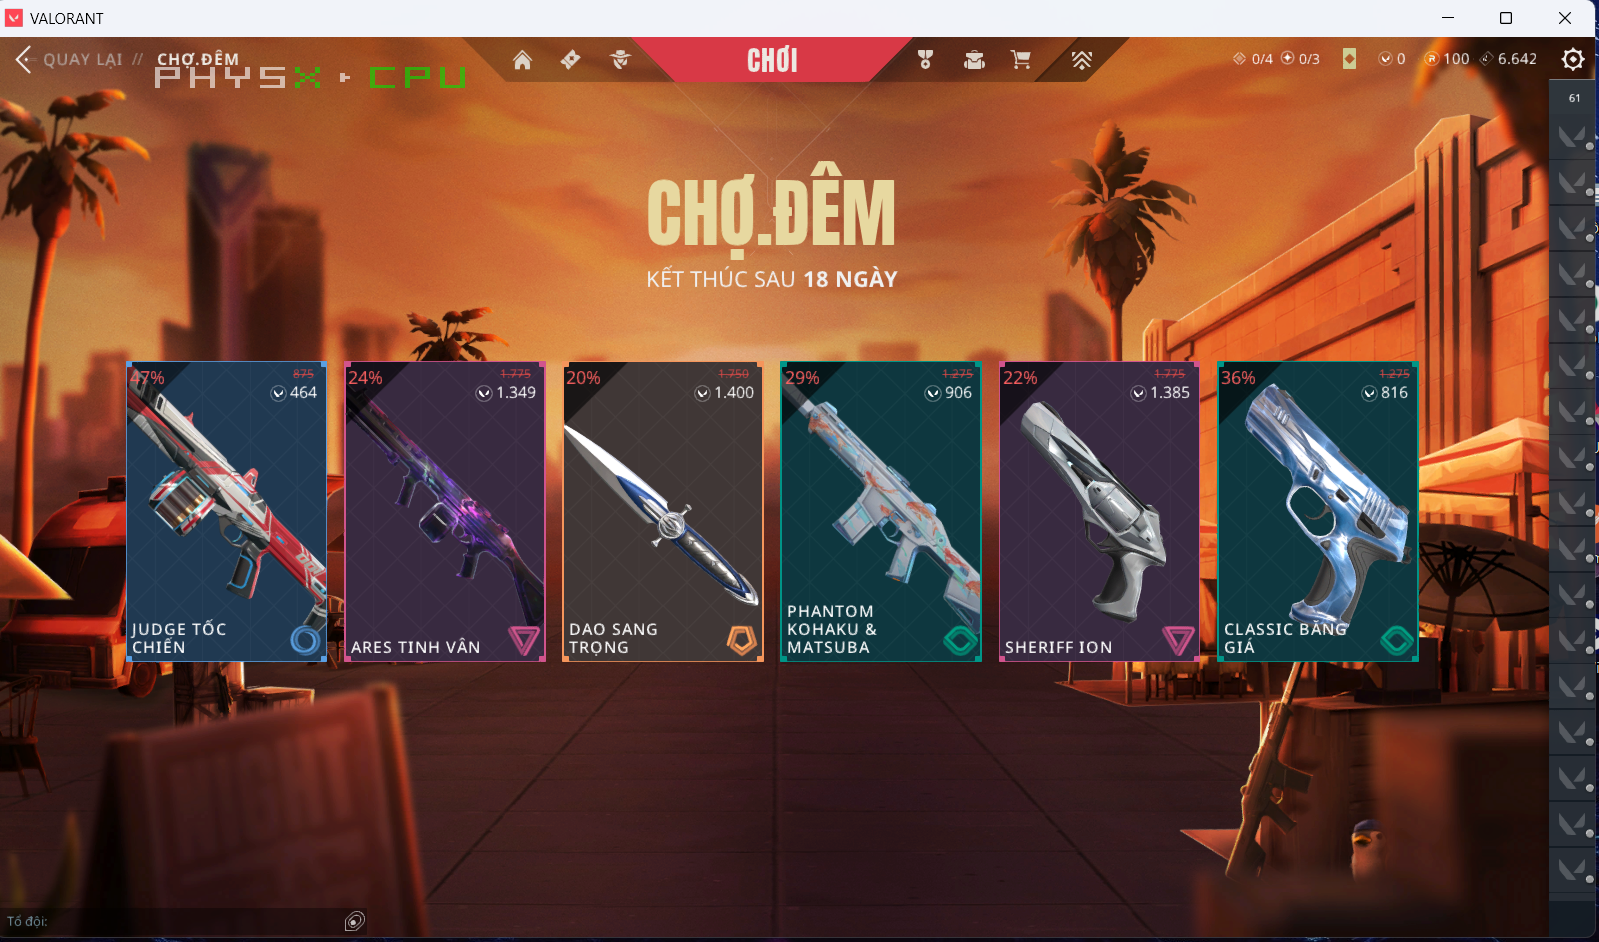 VALORANT
QUAY LẠI // CHỢ.ĐÊM
CHƠI
0/4 0/3 0 100 6.642
PHYSX ▸ CPU
61
CHỢ.ĐÊM
KẾT THÚC SAU 18 NGÀY
47% 875
464
JUDGE TỐC
CHIẾN
24% 1.775
1.349
ARES TINH VÂN
20% 1.750
1.400
DAO SANG
TRỌNG
29% 1.275
906
PHANTOM
KOHAKU &
MATSUBA
22% 1.775
1.385
SHERIFF ION
36% 1.275
816
CLASSIC BĂNG
GIÁ
NIGHT
Tổ đội: